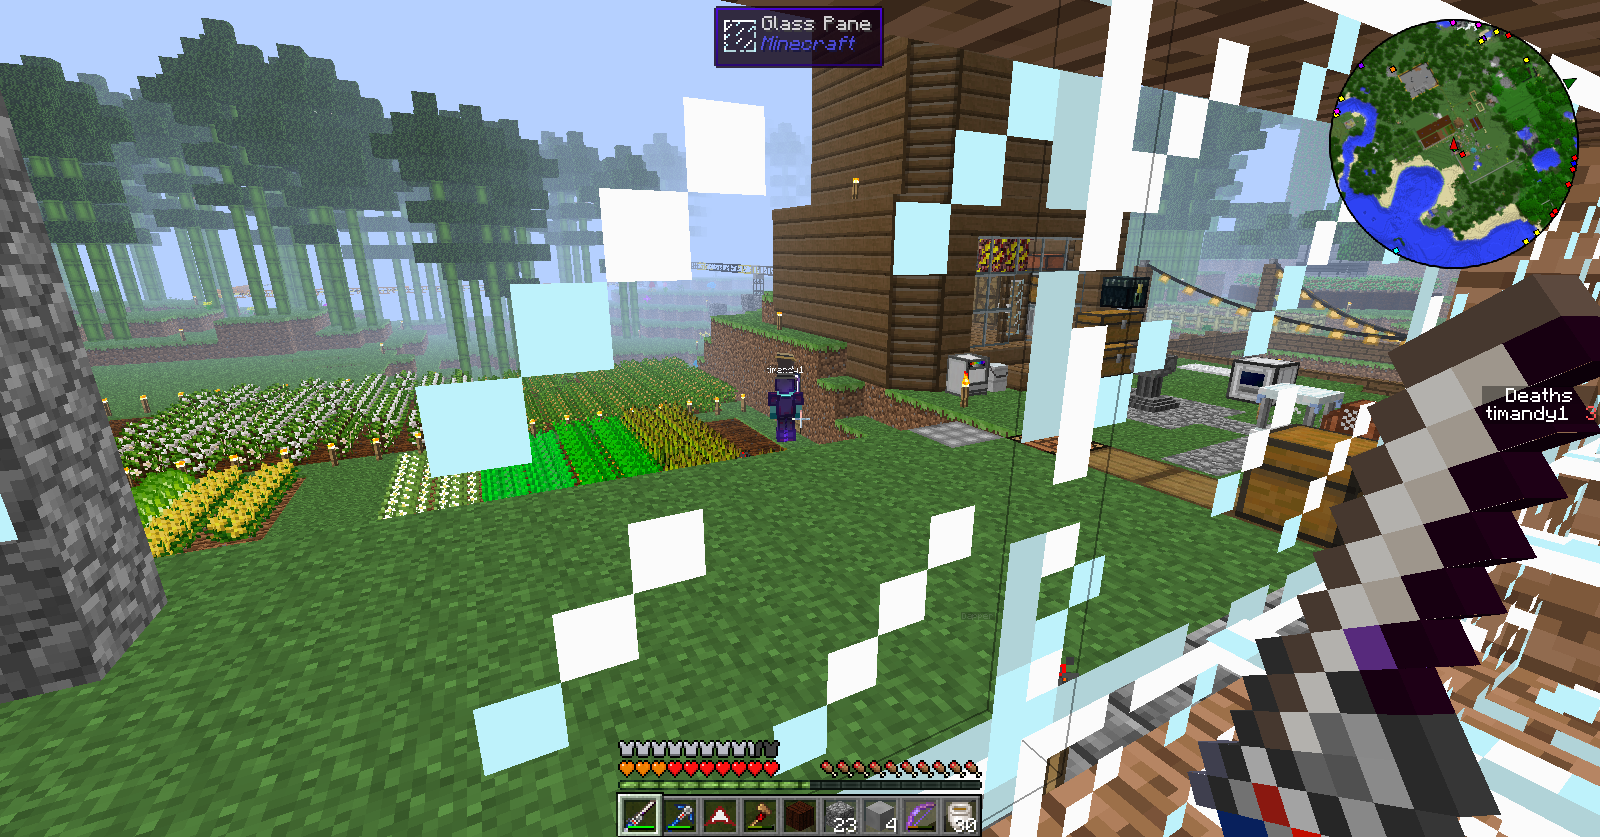 Glass Pane
Minecraft
timandy1
Deaths
timandy1 3
23
4
30